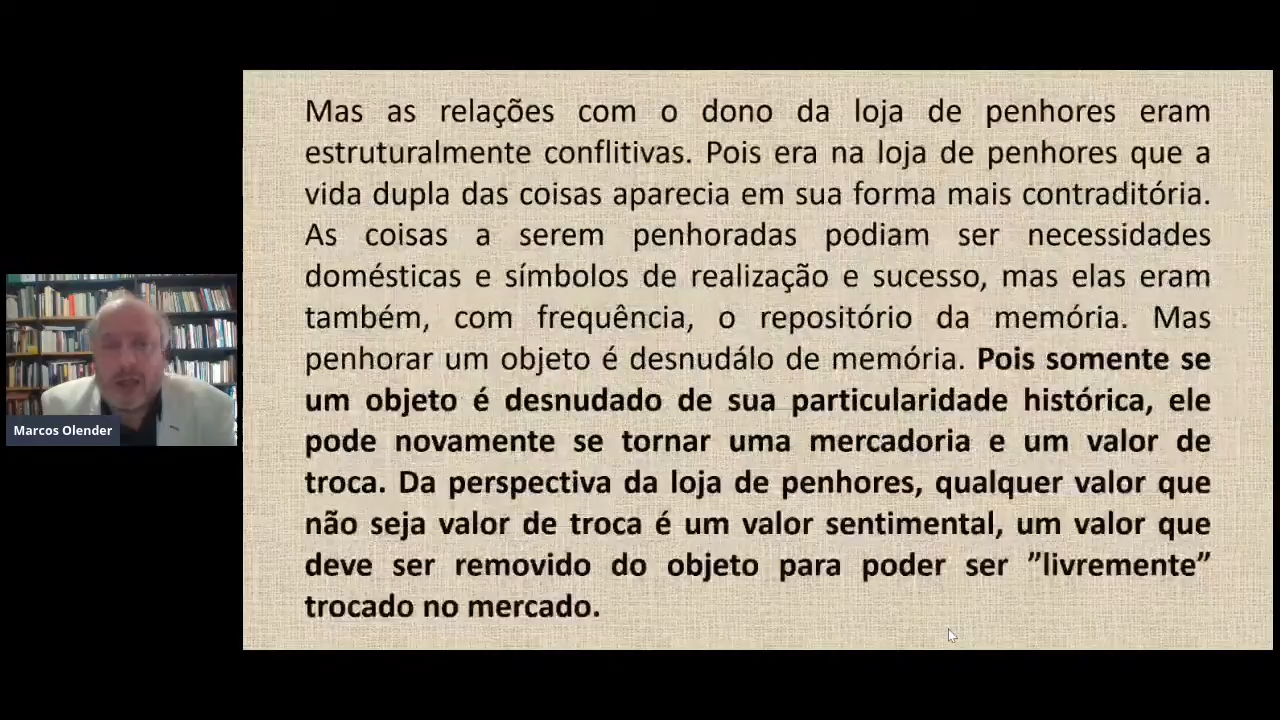 Mas as relações com o dono da loja de penhores eram
estruturalmente conflitivas. Pois era na loja de penhores que a
vida dupla das coisas aparecia em sua forma mais contraditória.
As coisas a serem penhoradas podiam ser necessidades
domésticas e símbolos de realização e sucesso, mas elas eram
também, com frequência, o repositório da memória. Mas
penhorar um objeto é desnudálo de memória. Pois somente se
um objeto é desnudado de sua particularidade histórica, ele
pode novamente se tornar uma mercadoria e um valor de
troca. Da perspectiva da loja de penhores, qualquer valor que
não seja valor de troca é um valor sentimental, um valor que
deve ser removido do objeto para poder ser ”livremente”
trocado no mercado.
Marcos Olender